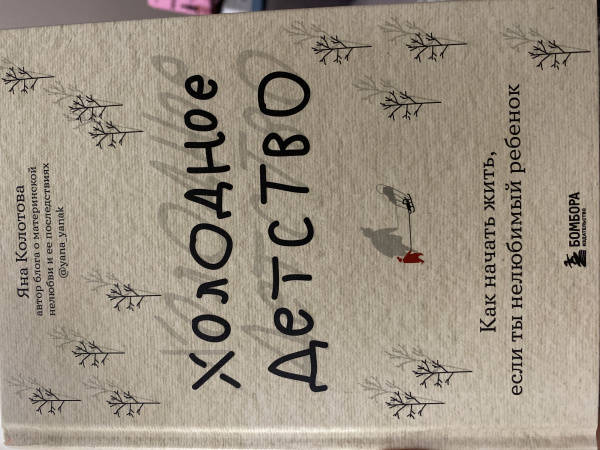 Яна Колотова
автор блога о материнской
нелюбви и ее последствиях
@yana_yanak
ХОЛОДНОЕ
ДЕТСТВО
Как начать жить,
если ты нелюбимый ребенок
БОМБОРА
ИЗДАТЕЛЬСТВО